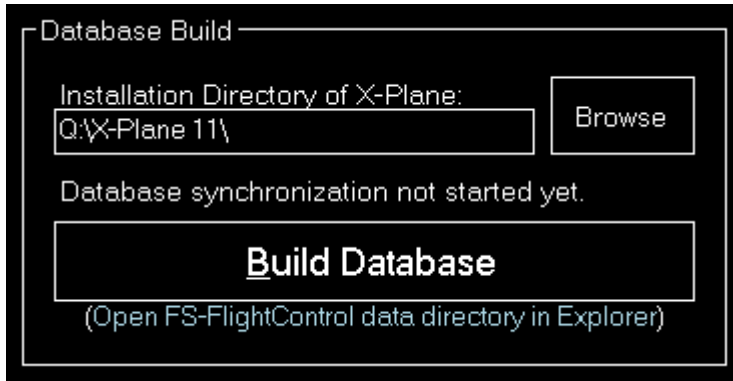 Database Build
Installation Directory of X-Plane:
Q:\X-Plane 11\
Browse
Database synchronization not started yet.
Build Database
(Open FS-FlightControl data directory in Explorer)